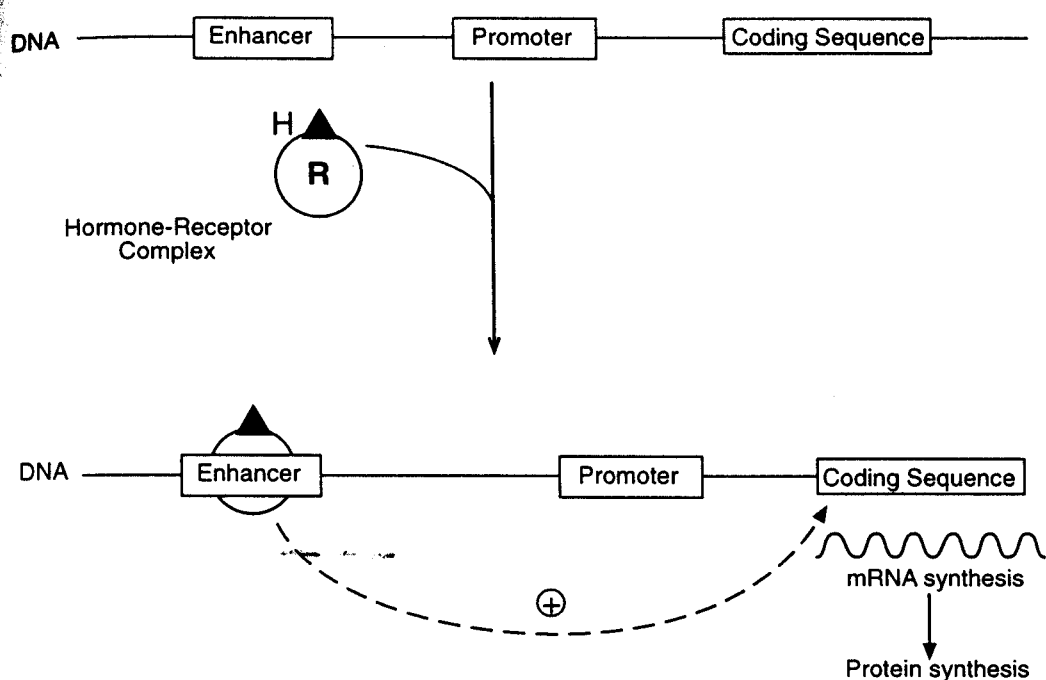 DNA Enhancer Promoter Coding Sequence
H
R
Hormone-Receptor
Complex
DNA Enhancer Promoter Coding Sequence
+
mRNA synthesis
Protein synthesis